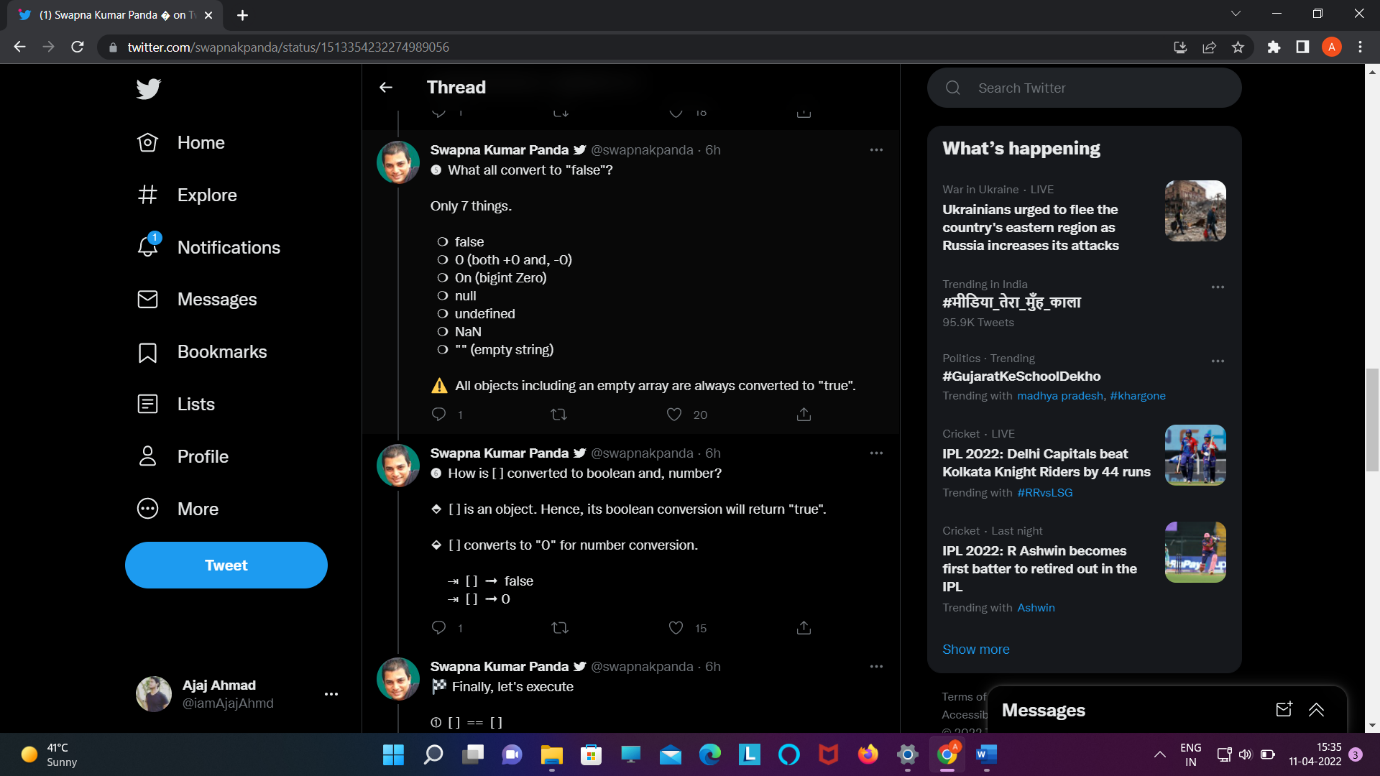 (1) Swapna Kumar Panda � on T
twitter.com/swapnakpanda/status/1513354232274989056
A
Home
Explore
1
Notifications
Messages
Bookmarks
Lists
Profile
More
Tweet
Ajaj Ahmad
@iamAjajAhmd
Thread
1
18
Swapna Kumar Panda @swapnakpanda · 6h
❺ What all convert to "false"?
Only 7 things.
❍ false
❍ 0 (both +0 and, -0)
❍ 0n (bigint Zero)
❍ null
❍ undefined
❍ NaN
❍ "" (empty string)
⚠️ All objects including an empty array are always converted to "true".
1 20
Swapna Kumar Panda @swapnakpanda · 6h
How is [ ] converted to boolean and, number?
⬘ [ ] is an object. Hence, its boolean conversion will return "true".
⬙ [ ] converts to "0" for number conversion.
⇥ [ ] ➞ false
⇥ [ ] ➞ 0
1 15
Swapna Kumar Panda @swapnakpanda · 6h
🏁 Finally, let's execute
① [ ] == [ ]
Search Twitter
What's happening
War in Ukraine · LIVE
Ukrainians urged to flee the
country's eastern region as
Russia increases its attacks
Trending in India
#मीडिया_तेरा_मुँह_काला
95.9K Tweets
Politics · Trending
#GujaratKeSchoolDekho
Trending with madhya pradesh, #khargone
Cricket · LIVE
IPL 2022: Delhi Capitals beat
Kolkata Knight Riders by 44 runs
Trending with #RRvsLSG
Cricket · Last night
IPL 2022: R Ashwin becomes
first batter to retired out in the
IPL
Trending with Ashwin
Show more
Terms of
Messages
41°C
Sunny
ENG
IN
15:35
11-04-2022
3